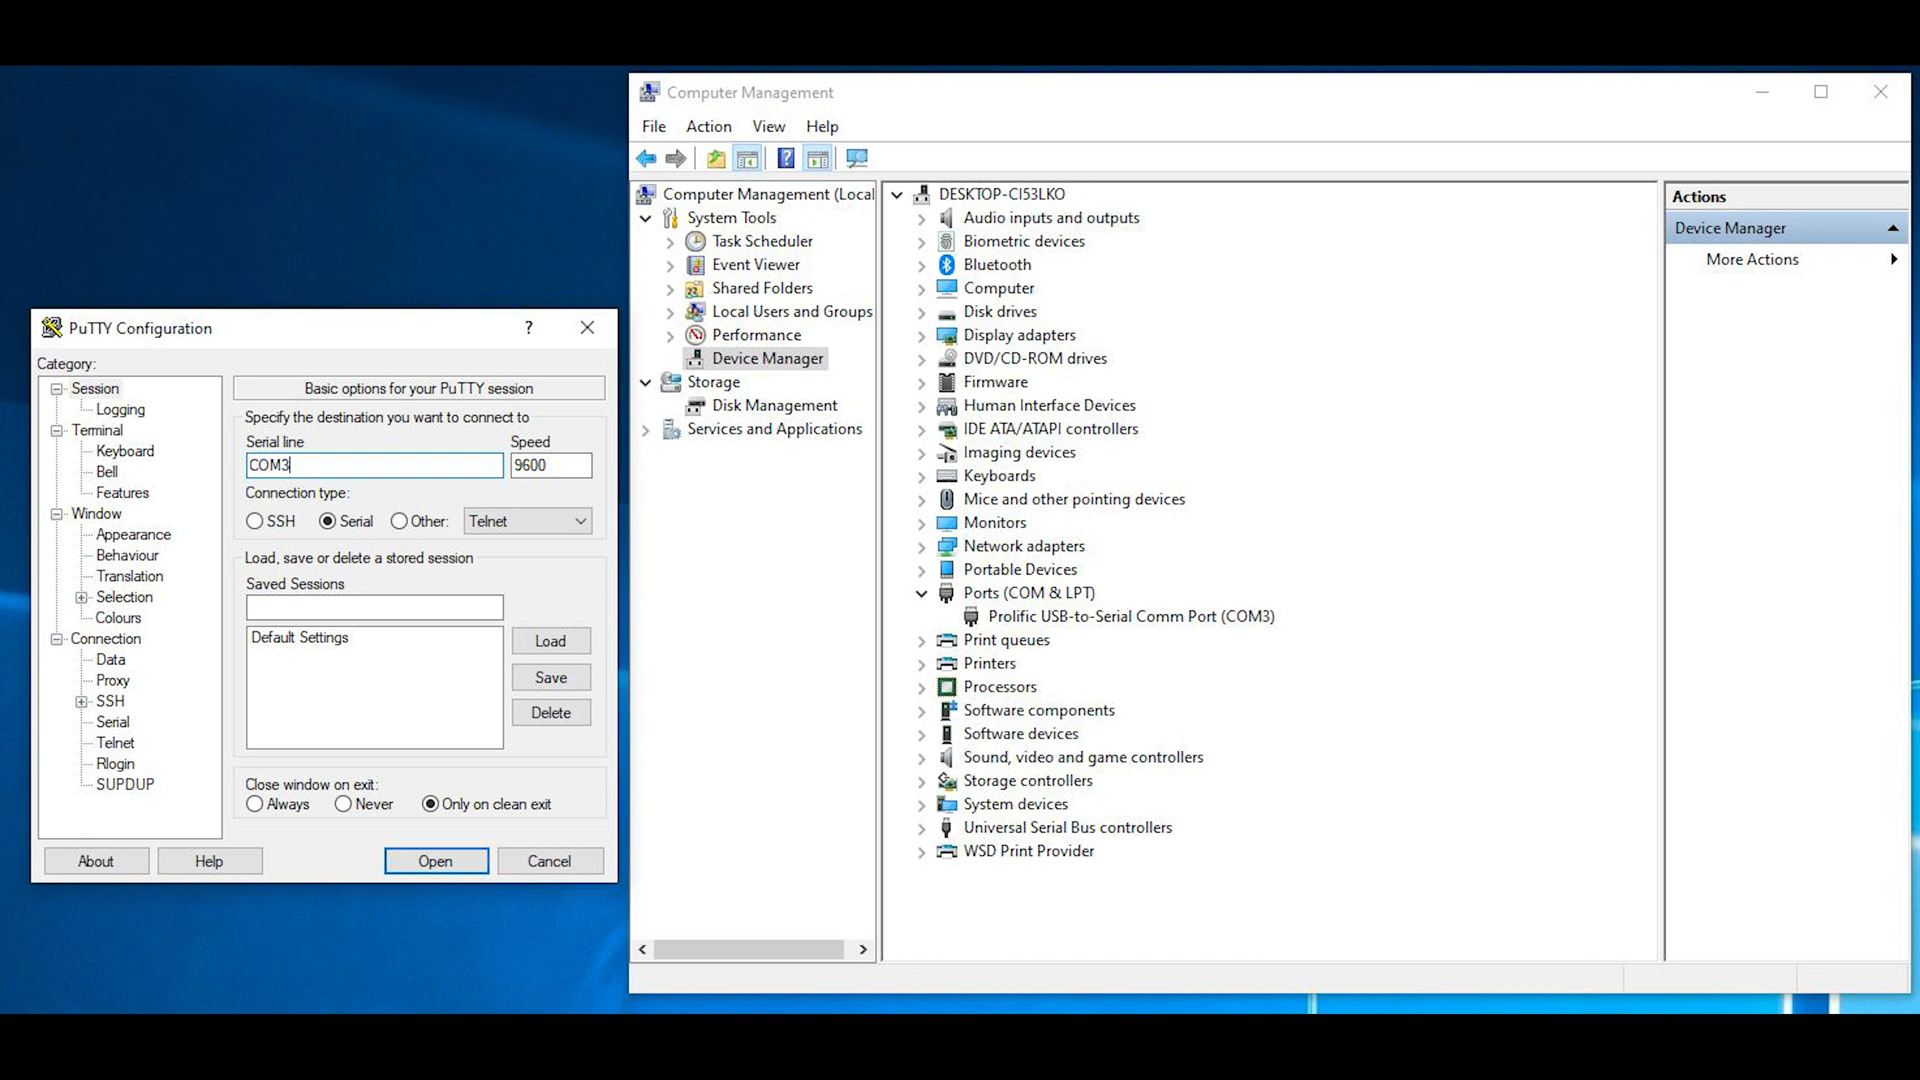 PuTTY Configuration
?
Category:
Session
Logging
Terminal
Keyboard
Bell
Features
Window
Appearance
Behaviour
Translation
Selection
Colours
Connection
Data
Proxy
SSH
Serial
Telnet
Rlogin
SUPDUP
Basic options for your PuTTY session
Specify the destination you want to connect to
Serial line Speed
COM3 9600
Connection type:
SSH Serial Other: Telnet
Load, save or delete a stored session
Saved Sessions
Default Settings
Load
Save
Delete
Close window on exit:
Always Never Only on clean exit
About Help Open Cancel
Computer Management
File Action View Help
Computer Management (Local
System Tools
Task Scheduler
Event Viewer
Shared Folders
Local Users and Groups
Performance
Device Manager
Storage
Disk Management
Services and Applications
DESKTOP-CI53LKO
Audio inputs and outputs
Biometric devices
Bluetooth
Computer
Disk drives
Display adapters
DVD/CD-ROM drives
Firmware
Human Interface Devices
IDE ATA/ATAPI controllers
Imaging devices
Keyboards
Mice and other pointing devices
Monitors
Network adapters
Portable Devices
Ports (COM & LPT)
Prolific USB-to-Serial Comm Port (COM3)
Print queues
Printers
Processors
Software components
Software devices
Sound, video and game controllers
Storage controllers
System devices
Universal Serial Bus controllers
WSD Print Provider
Actions
Device Manager
More Actions